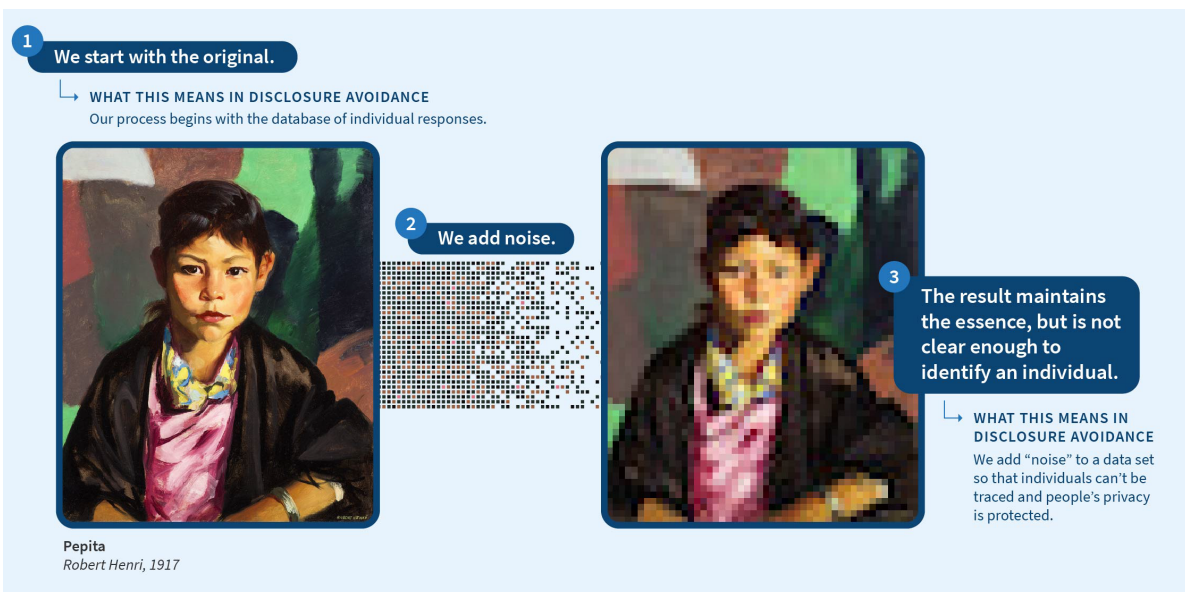 1
We start with the original.
WHAT THIS MEANS IN DISCLOSURE AVOIDANCE
Our process begins with the database of individual responses.
2
We add noise.
3
The result maintains
the essence, but is not
clear enough to
identify an individual.
WHAT THIS MEANS IN
DISCLOSURE AVOIDANCE
We add “noise” to a data set
so that individuals can’t be
traced and people’s privacy
is protected.
Pepita
Robert Henri, 1917